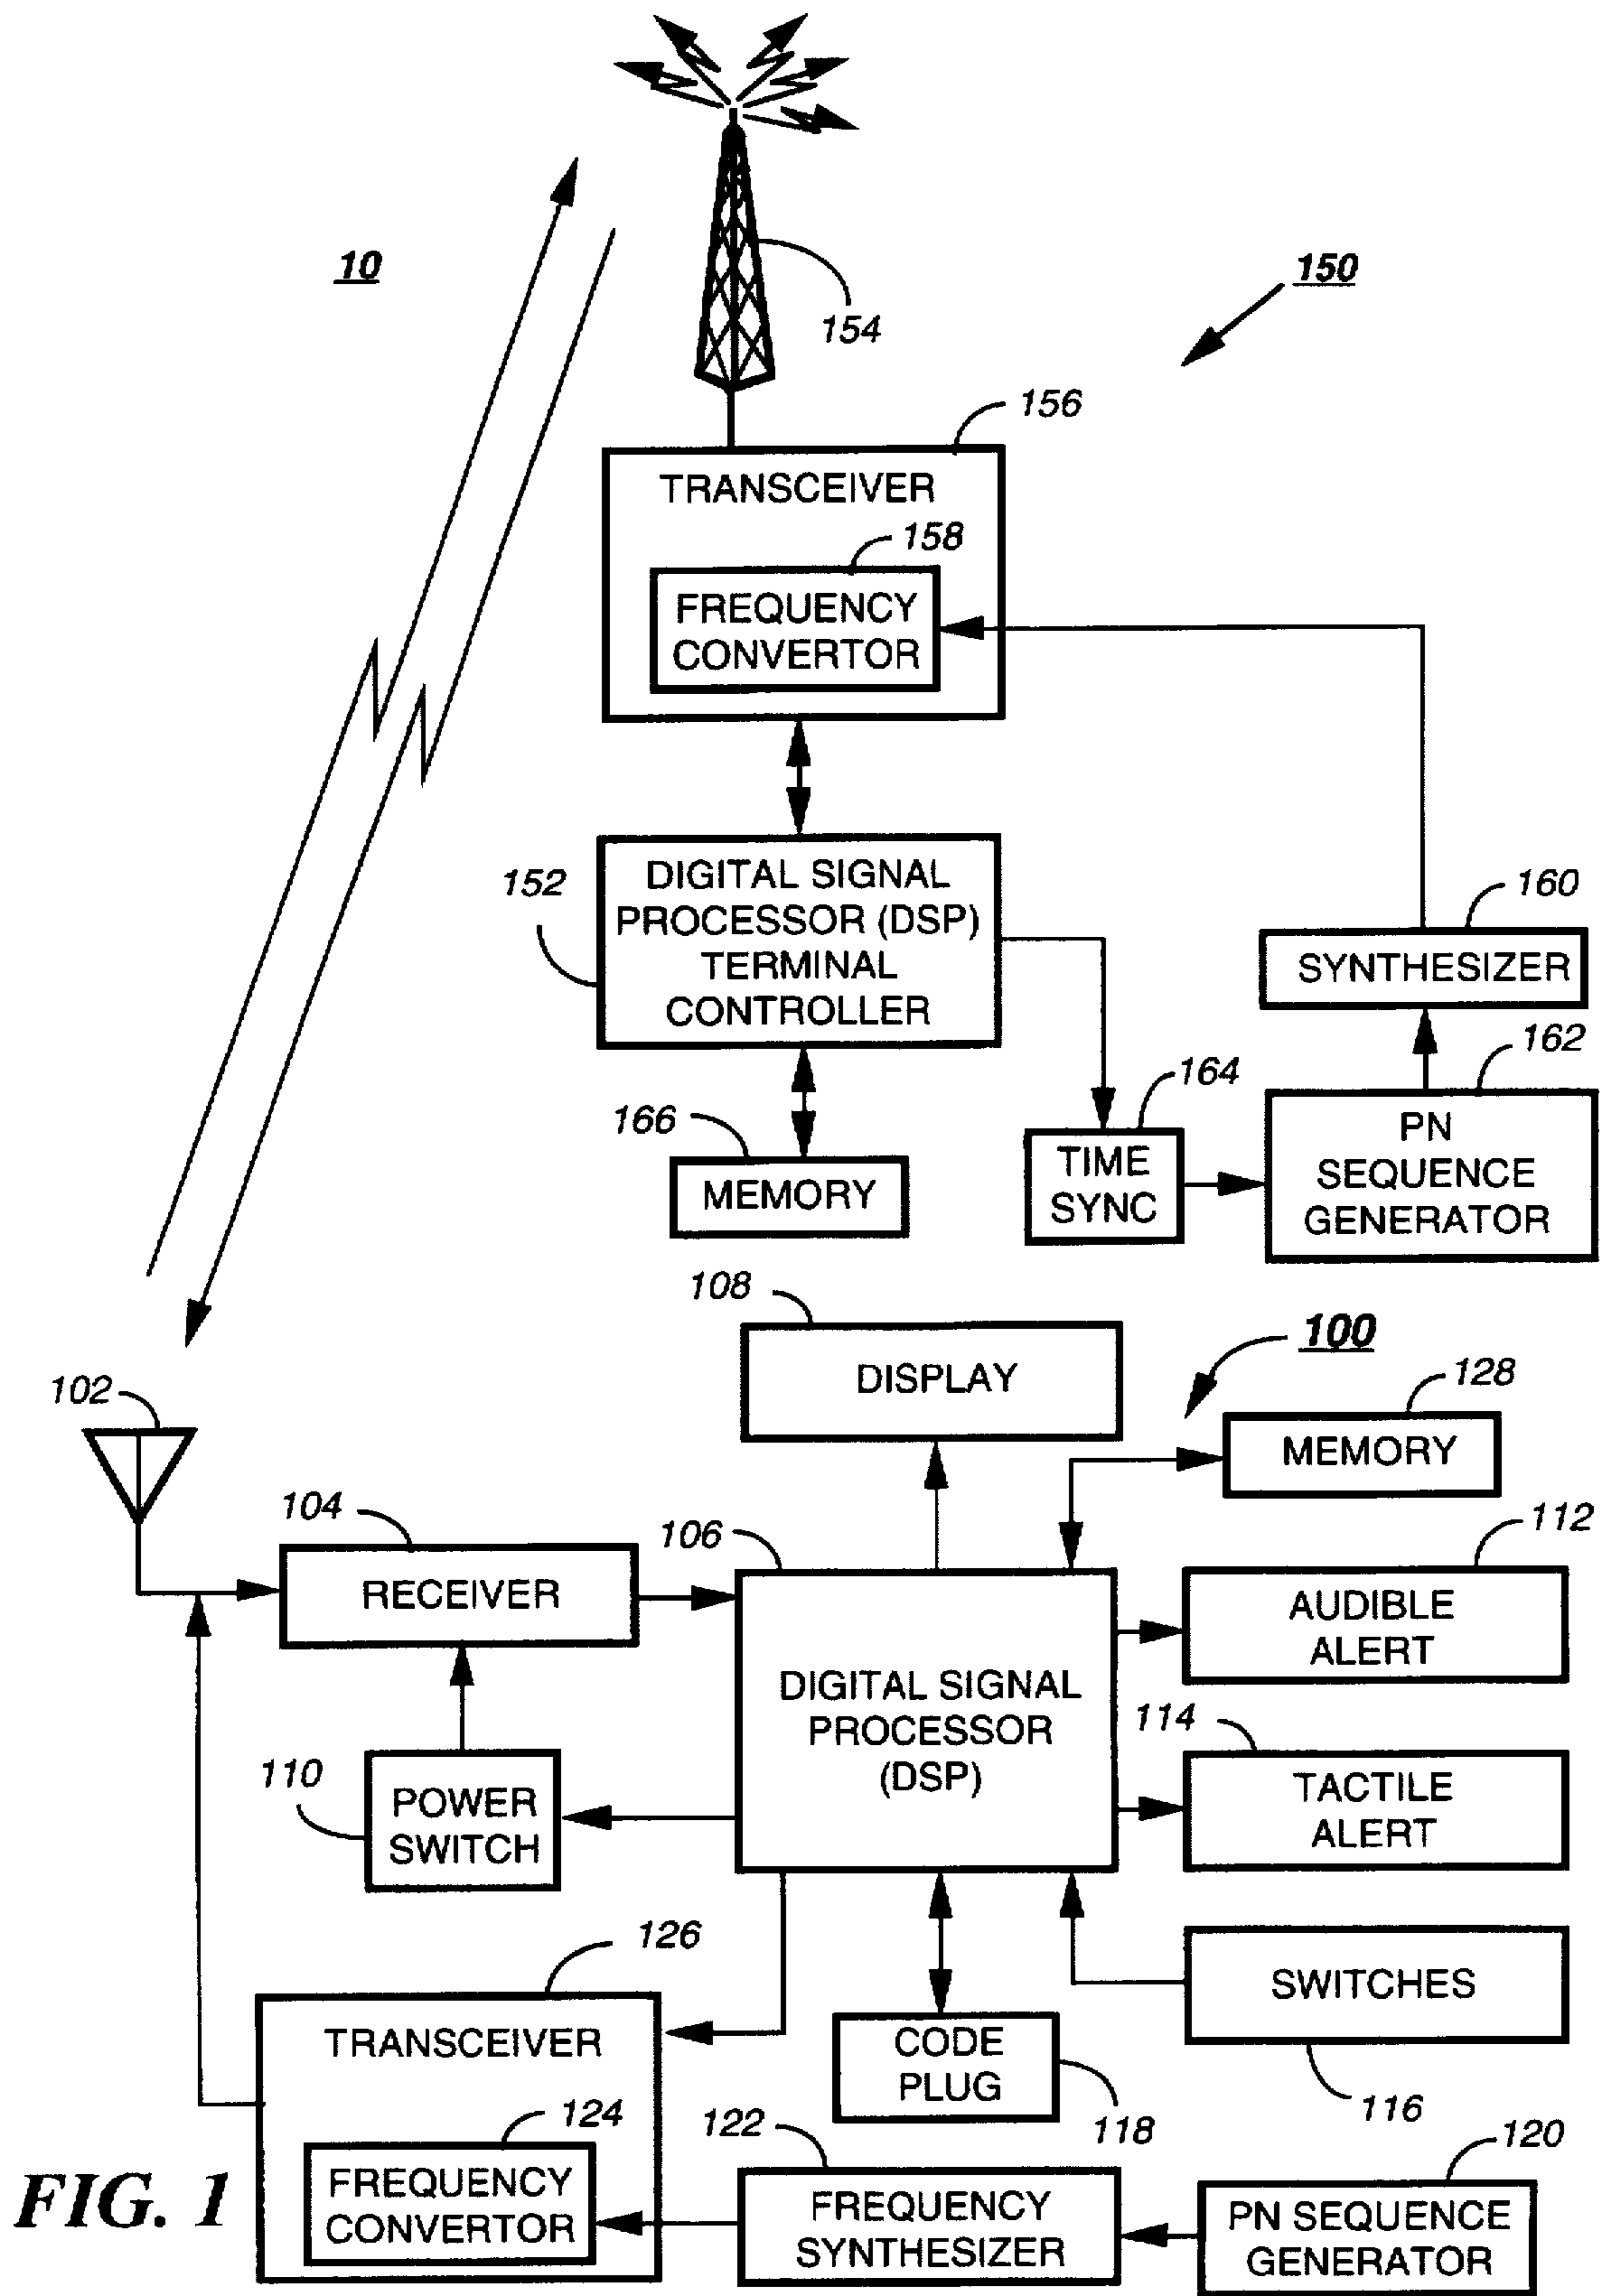 10
150
154
156
TRANSCEIVER
158
FREQUENCY
CONVERTOR
152
DIGITAL SIGNAL
PROCESSOR (DSP)
TERMINAL
CONTROLLER
160
SYNTHESIZER
162
PN
SEQUENCE
GENERATOR
164
TIME
SYNC
166
MEMORY
108
DISPLAY
100
128
MEMORY
102
104
RECEIVER
106
DIGITAL SIGNAL
PROCESSOR
(DSP)
112
AUDIBLE
ALERT
114
TACTILE
ALERT
110
POWER
SWITCH
126
TRANSCEIVER
124
FREQUENCY
CONVERTOR
CODE
PLUG
118
SWITCHES
116
122
FREQUENCY
SYNTHESIZER
120
PN SEQUENCE
GENERATOR
FIG. 1